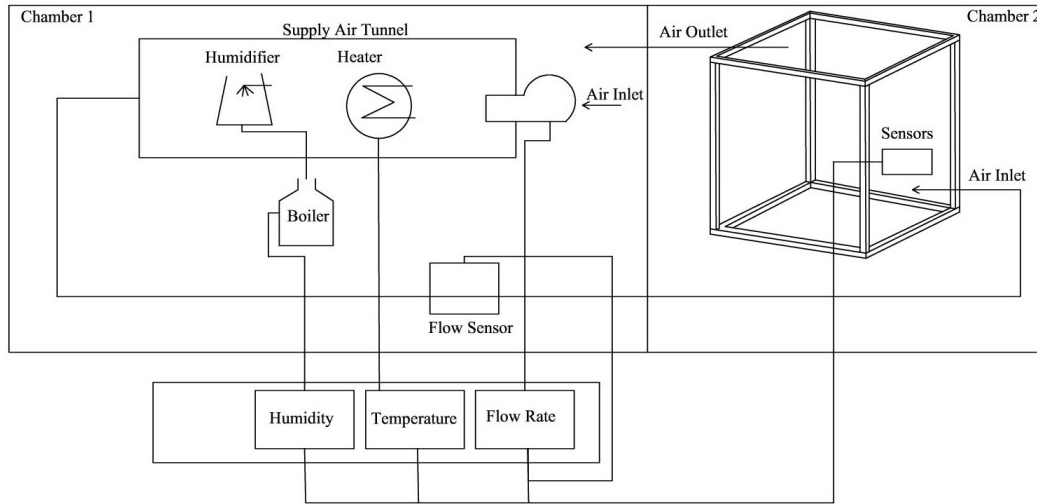 Chamber 1
Chamber 2
Supply Air Tunnel
Air Outlet
Humidifier
Heater
Air Inlet
Sensors
Air Inlet
Boiler
Flow Sensor
Humidity
Temperature
Flow Rate